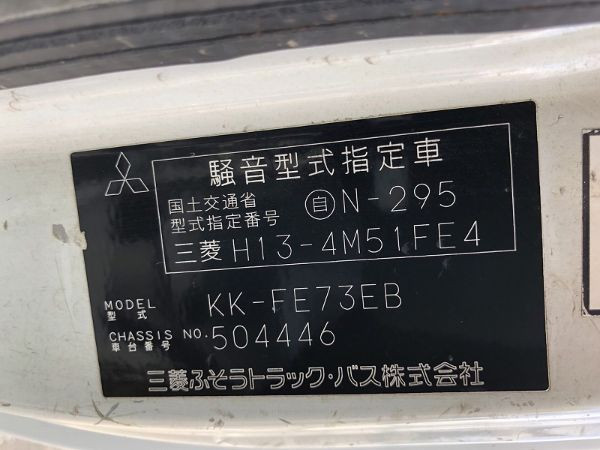 騒音型式指定車
国土交通省
型式指定番号
自 N-295
三菱 H13-4M51FE4
MODEL
型式
KK-FE73EB
CHASSIS NO.
車台番号
504446
三菱ふそうトラック・バス株式会社